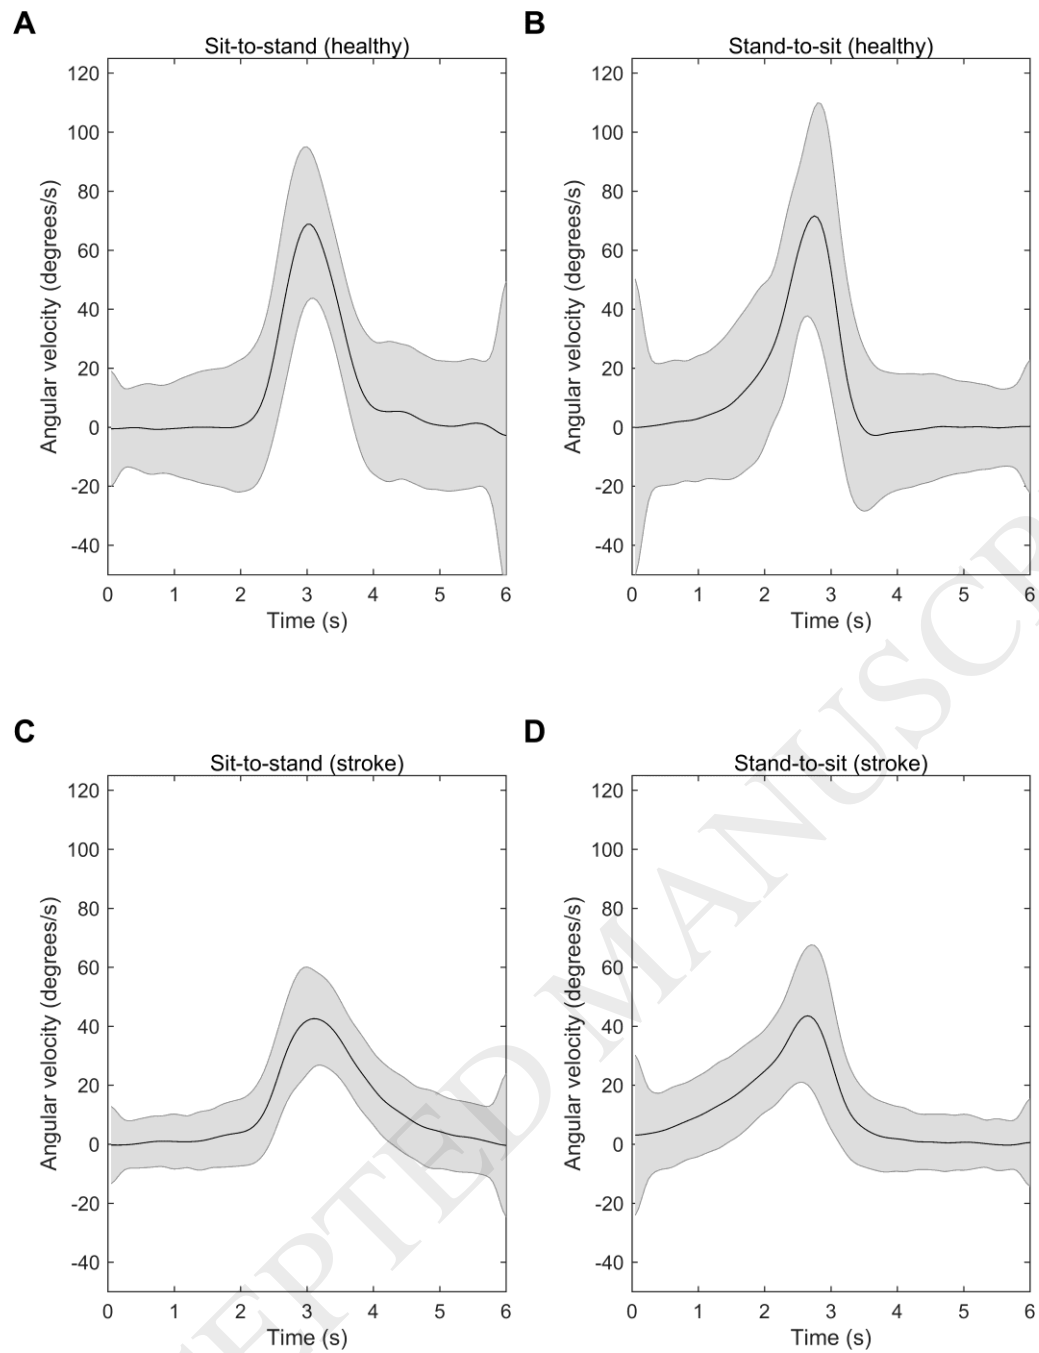 A
Sit-to-stand (healthy)
120
100
80
60
40
20
0
-20
-40
Angular velocity (degrees/s)
0 1 2 3 4 5 6
Time (s)
B
Stand-to-sit (healthy)
120
100
80
60
40
20
0
-20
-40
Angular velocity (degrees/s)
0 1 2 3 4 5 6
Time (s)
C
Sit-to-stand (stroke)
120
100
80
60
40
20
0
-20
-40
Angular velocity (degrees/s)
0 1 2 3 4 5 6
Time (s)
D
Stand-to-sit (stroke)
120
100
80
60
40
20
0
-20
-40
Angular velocity (degrees/s)
0 1 2 3 4 5 6
Time (s)
EPTED MANUSCR